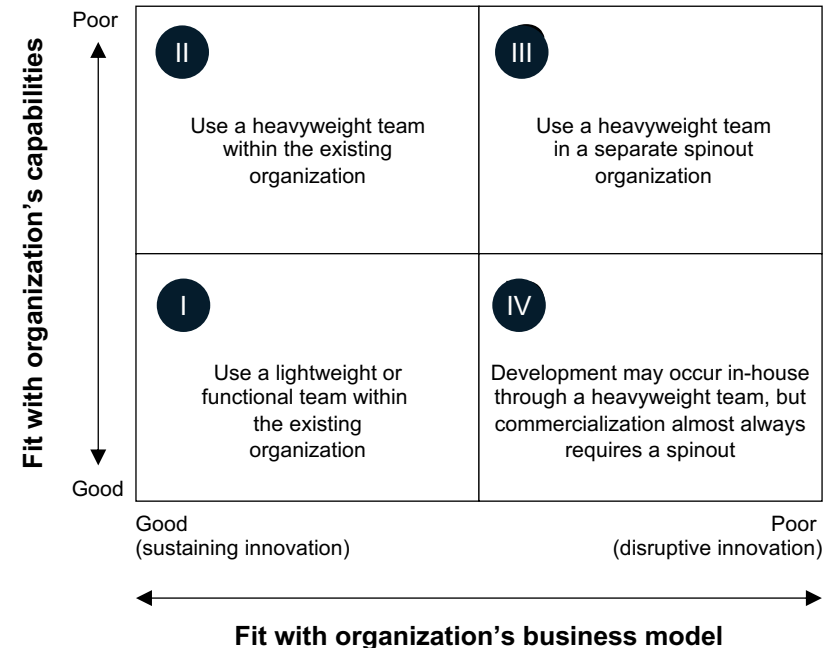 Fit with organization's capabilities
Poor
Good
II
Use a heavyweight team
within the existing
organization
III
Use a heavyweight team
in a separate spinout
organization
I
Use a lightweight or
functional team within
the existing
organization
IV
Development may occur in-house
through a heavyweight team, but
commercialization almost always
requires a spinout
Good
(sustaining innovation)
Poor
(disruptive innovation)
Fit with organization's business model